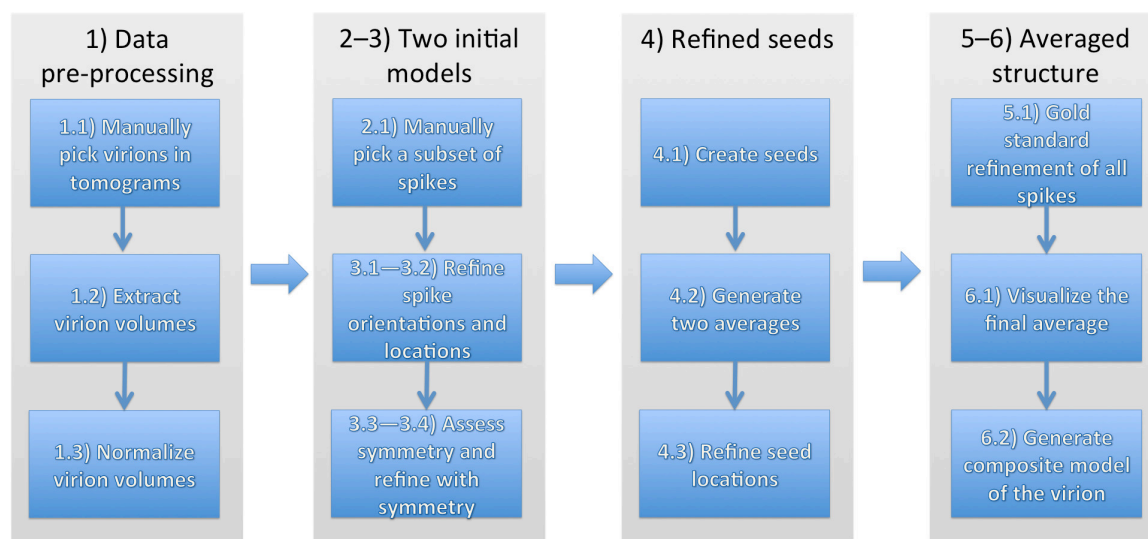 1) Data
pre-processing
1.1) Manually
pick virions in
tomograms
1.2) Extract
virion volumes
1.3) Normalize
virion volumes
2–3) Two initial
models
2.1) Manually
pick a subset of
spikes
3.1—3.2) Refine
spike
orientations and
locations
3.3—3.4) Assess
symmetry and
refine with
symmetry
4) Refined seeds
4.1) Create seeds
4.2) Generate
two averages
4.3) Refine seed
locations
5–6) Averaged
structure
5.1) Gold
standard
refinement of all
spikes
6.1) Visualize the
final average
6.2) Generate
composite model
of the virion